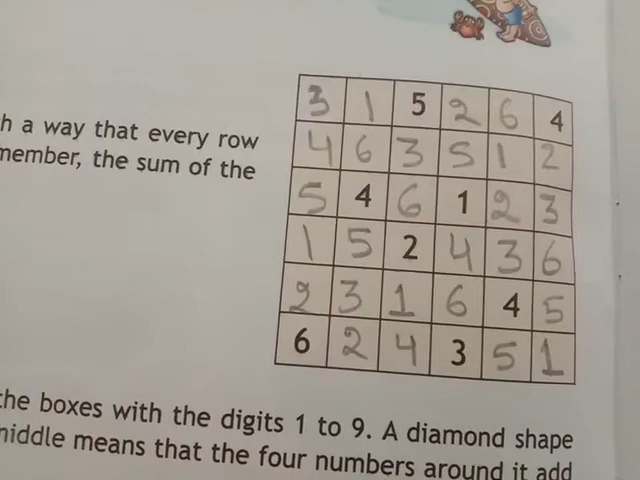 h a way that every row
member, the sum of the
3 1 5 2 6 4
4 6 3 5 1 2
5 4 6 1 2 3
1 5 2 4 3 6
2 3 1 6 4 5
6 2 4 3 5 1
the boxes with the digits 1 to 9. A diamond shape
middle means that the four numbers around it add